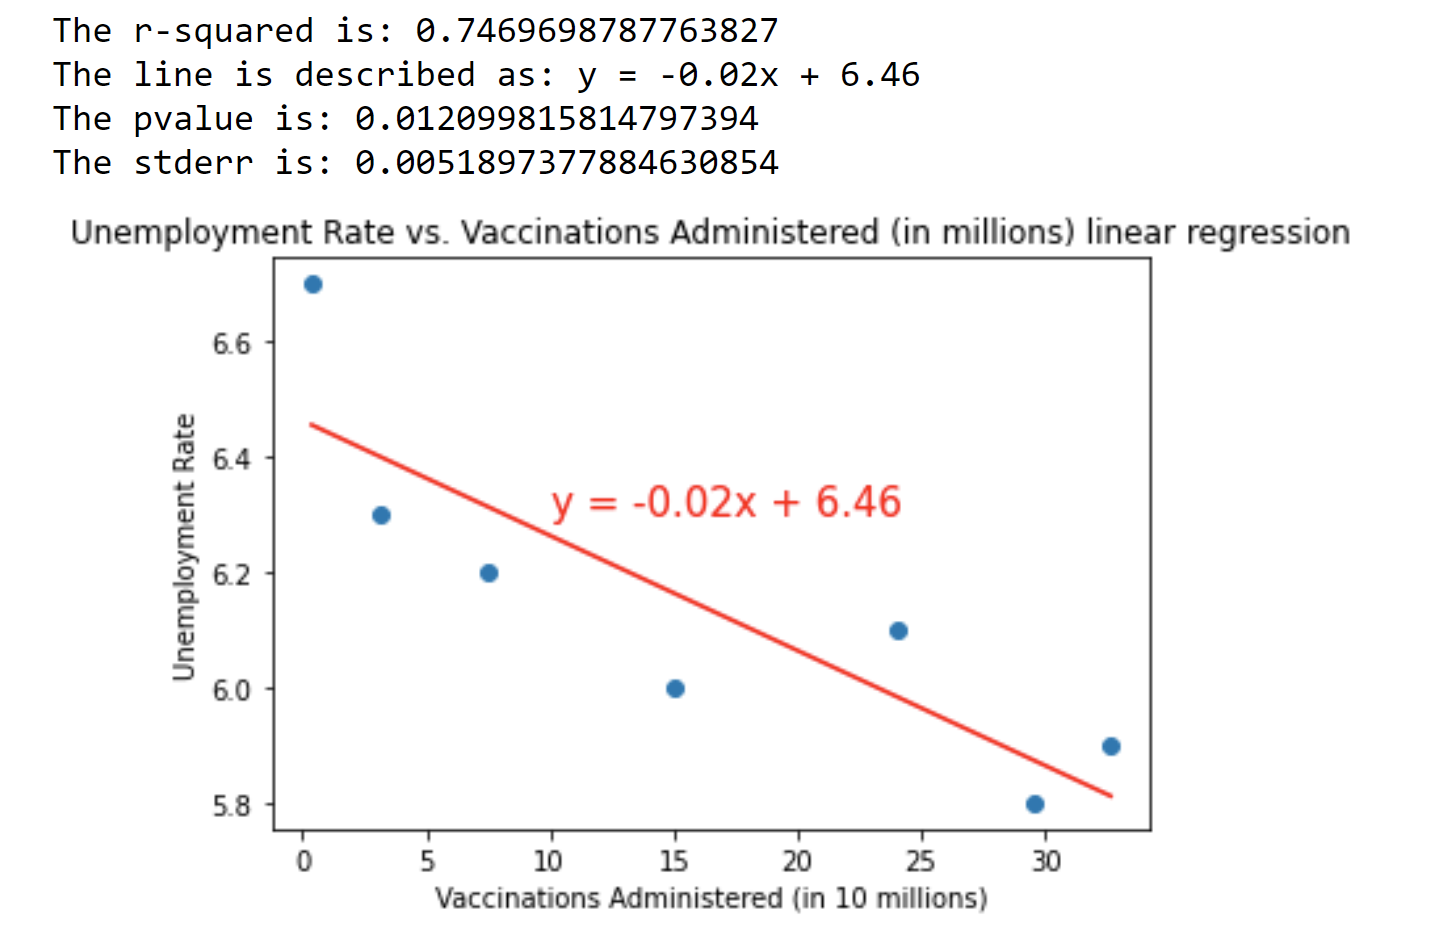 The r-squared is: 0.7469698787763827
The line is described as: y = -0.02x + 6.46
The pvalue is: 0.012099815814797394
The stderr is: 0.0051897377884630854
Unemployment Rate vs. Vaccinations Administered (in millions) linear regression
Unemployment Rate
6.6
6.4
6.2
6.0
5.8
y = -0.02x + 6.46
0 5 10 15 20 25 30
Vaccinations Administered (in 10 millions)